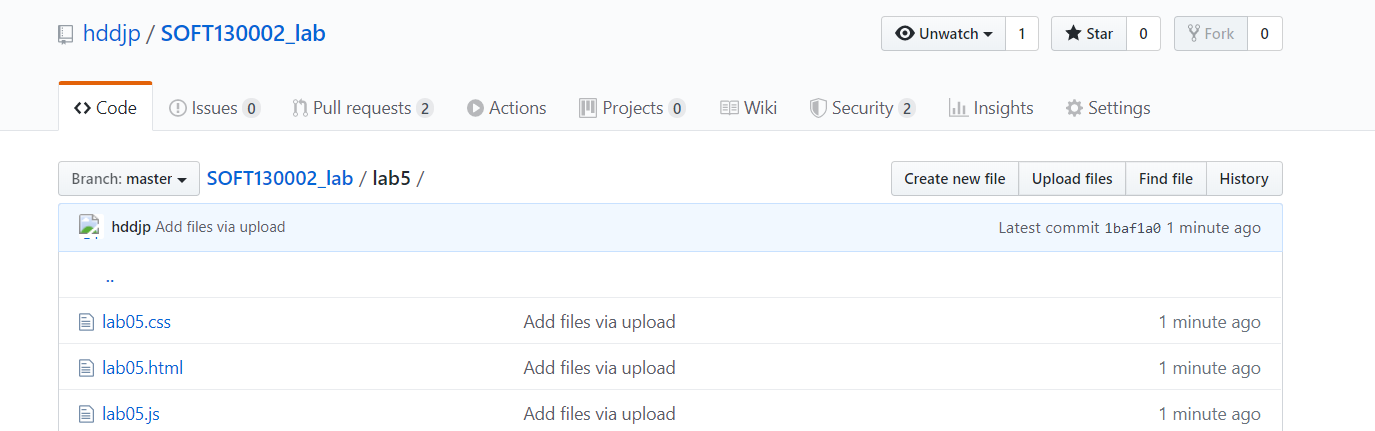 hddjp / SOFT130002_lab Unwatch 1 Star 0 Fork 0
Code Issues 0 Pull requests 2 Actions Projects 0 Wiki Security 2 Insights Settings
Branch: master SOFT130002_lab / lab5 / Create new file Upload files Find file History
hddjp Add files via upload Latest commit 1baf1a0 1 minute ago
..
lab05.css Add files via upload 1 minute ago
lab05.html Add files via upload 1 minute ago
lab05.js Add files via upload 1 minute ago